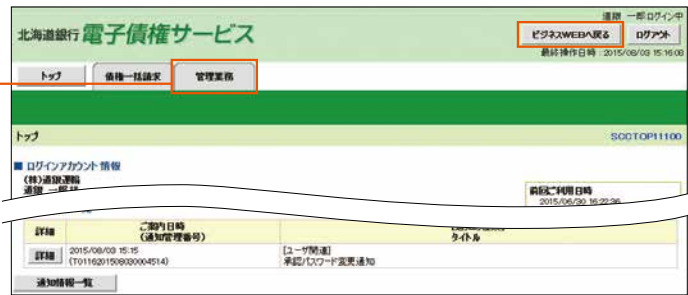 道銀 一郎ログイン中
北海道銀行 電子債権サービス
ビジネスWEBへ戻る ログアウト
最終操作日時：2015/08/03 15:16:08
トップ 債権一括請求 管理業務
トップ SCCTOP11100
■ ログインアカウント情報
(株)道銀運輸
道銀 一郎
前回ご利用日時
2015/06/30 16:22:36
詳細 ご案内日時
(通知管理番号) タイトル
詳細 2015/08/03 15:15
(T0116201508030004514) [ユーザ関連]
承認パスワード変更通知
通知情報一覧